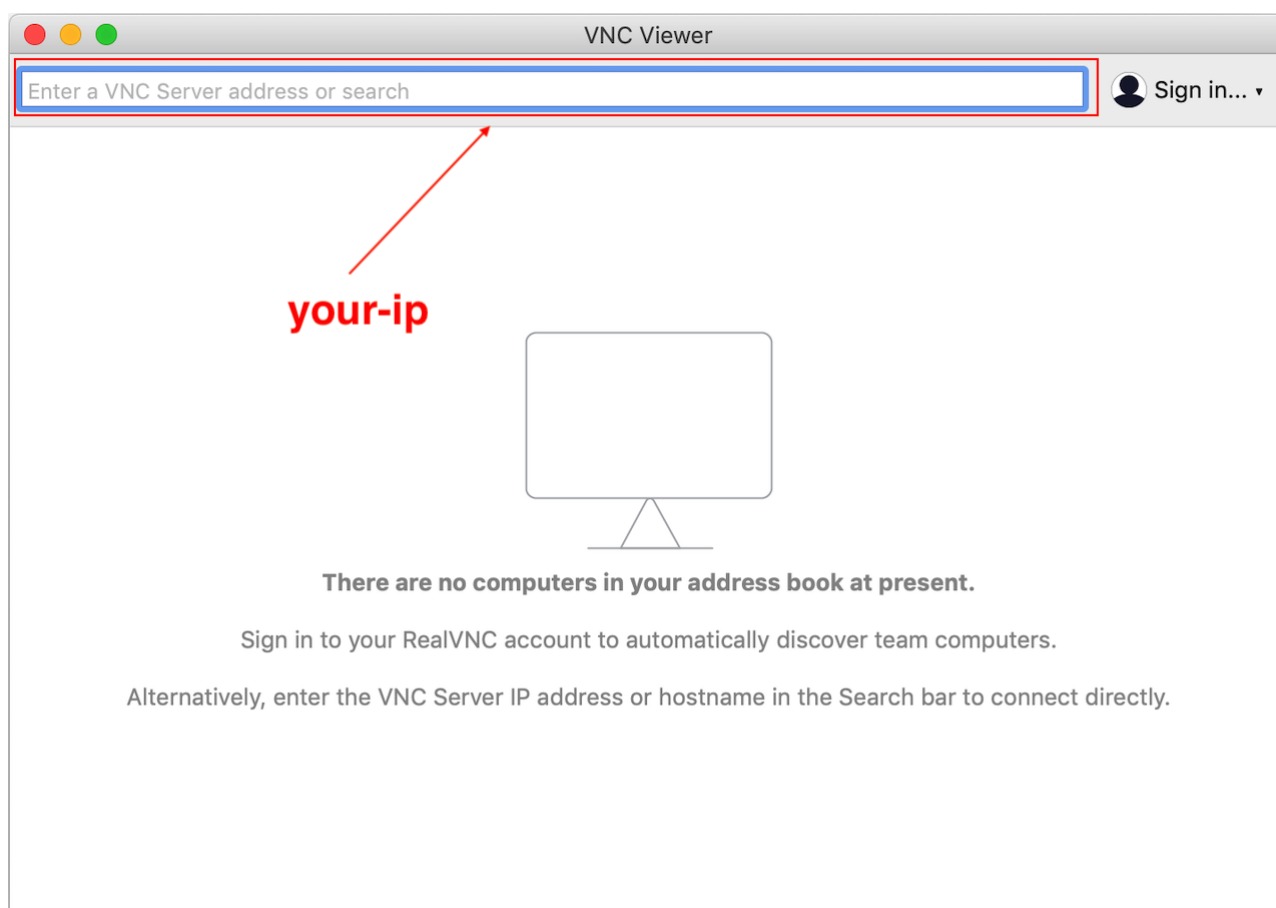 VNC Viewer
Enter a VNC Server address or search
Sign in...
your-ip
There are no computers in your address book at present.
Sign in to your RealVNC account to automatically discover team computers.
Alternatively, enter the VNC Server IP address or hostname in the Search bar to connect directly.